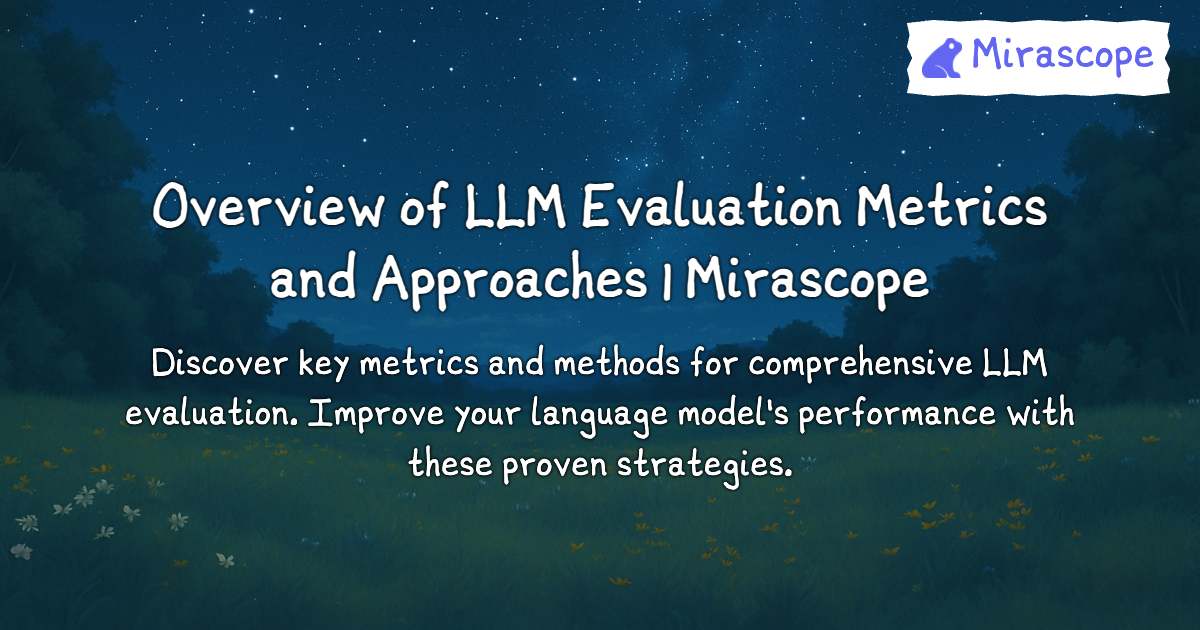 Mirascope
Overview of LLM Evaluation Metrics
and Approaches | Mirascope
Discover key metrics and methods for comprehensive LLM
evaluation. Improve your language model's performance with
these proven strategies.